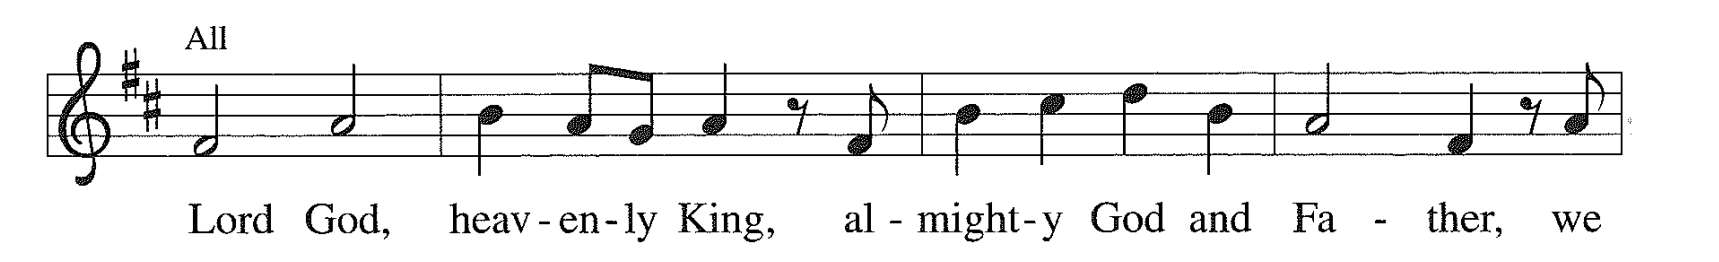 All
Lord God, heav - en - ly King, al - might - y God and Fa - ther, we